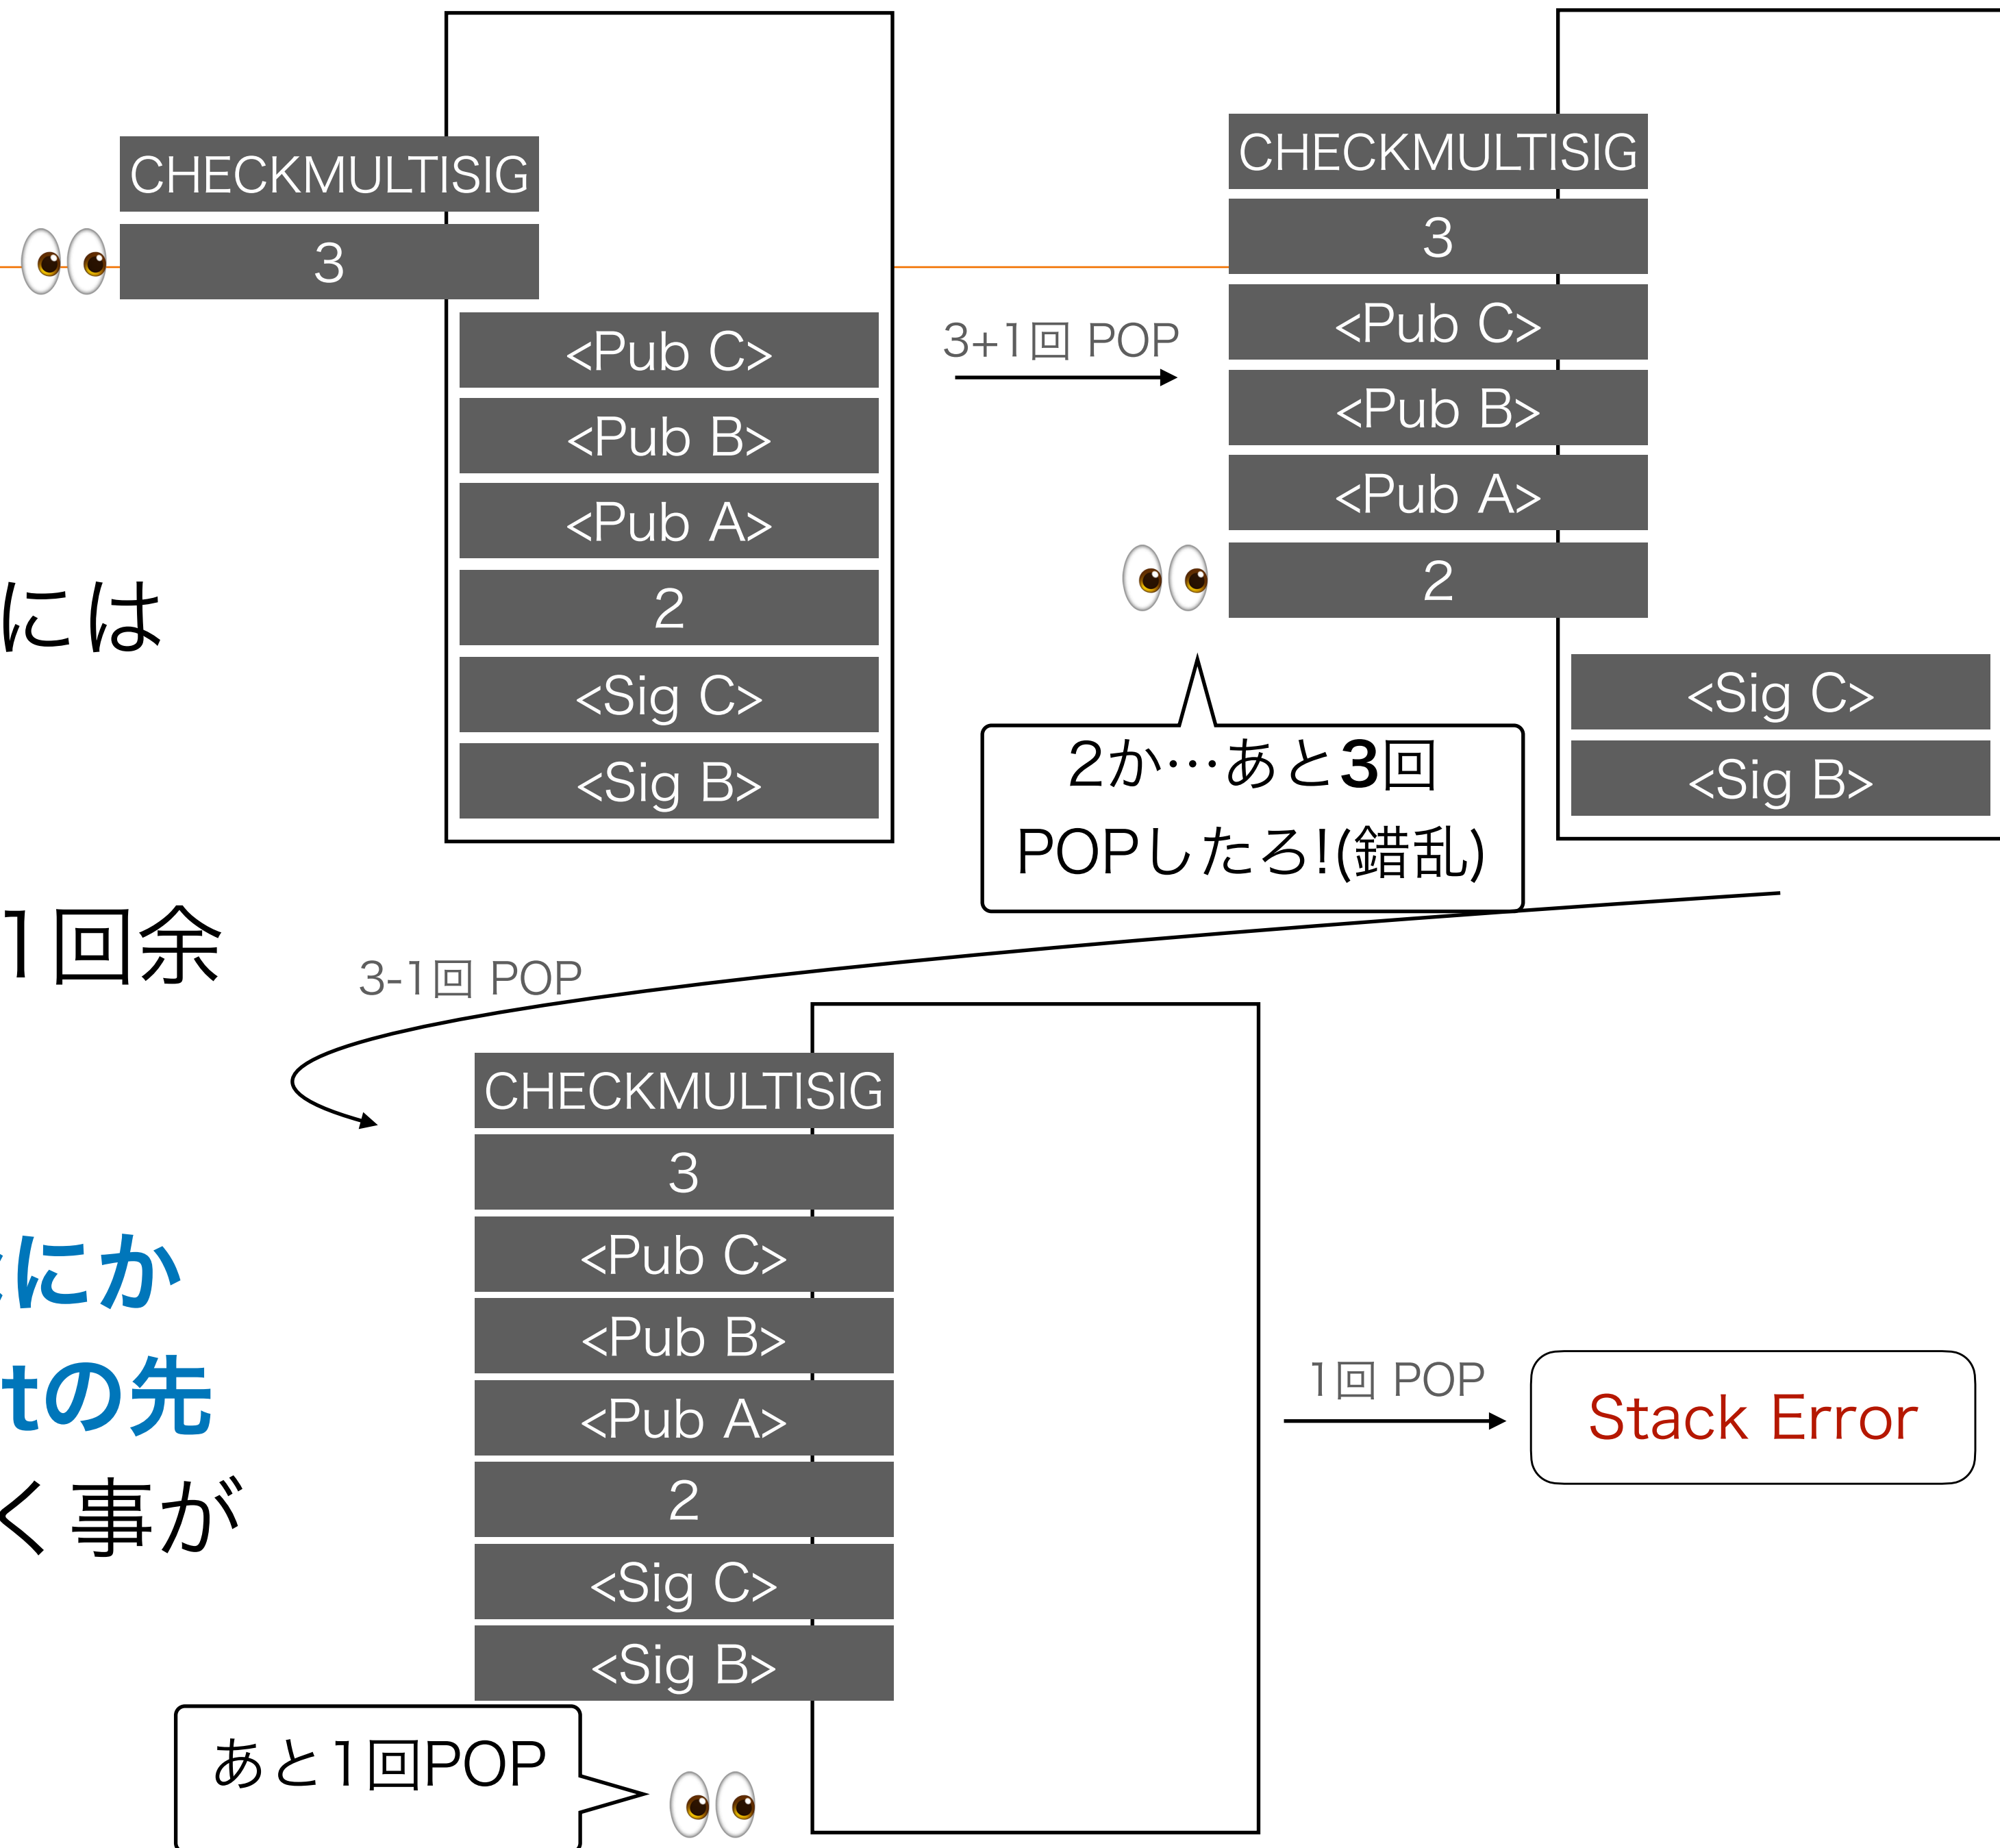 CHECKMULTISIG
3
<Pub C>
<Pub B>
<Pub A>
2
<Sig C>
<Sig B>
3+1回 POP
CHECKMULTISIG
3
<Pub C>
<Pub B>
<Pub A>
2
<Sig C>
<Sig B>
2か…あと3回
POPしたろ!(錯乱)
には
1回余
3-1回 POP
CHECKMULTISIG
3
<Pub C>
<Pub B>
<Pub A>
2
<Sig C>
<Sig B>
あと1回POP
1回 POP
Stack Error
にか
tの先
く事が